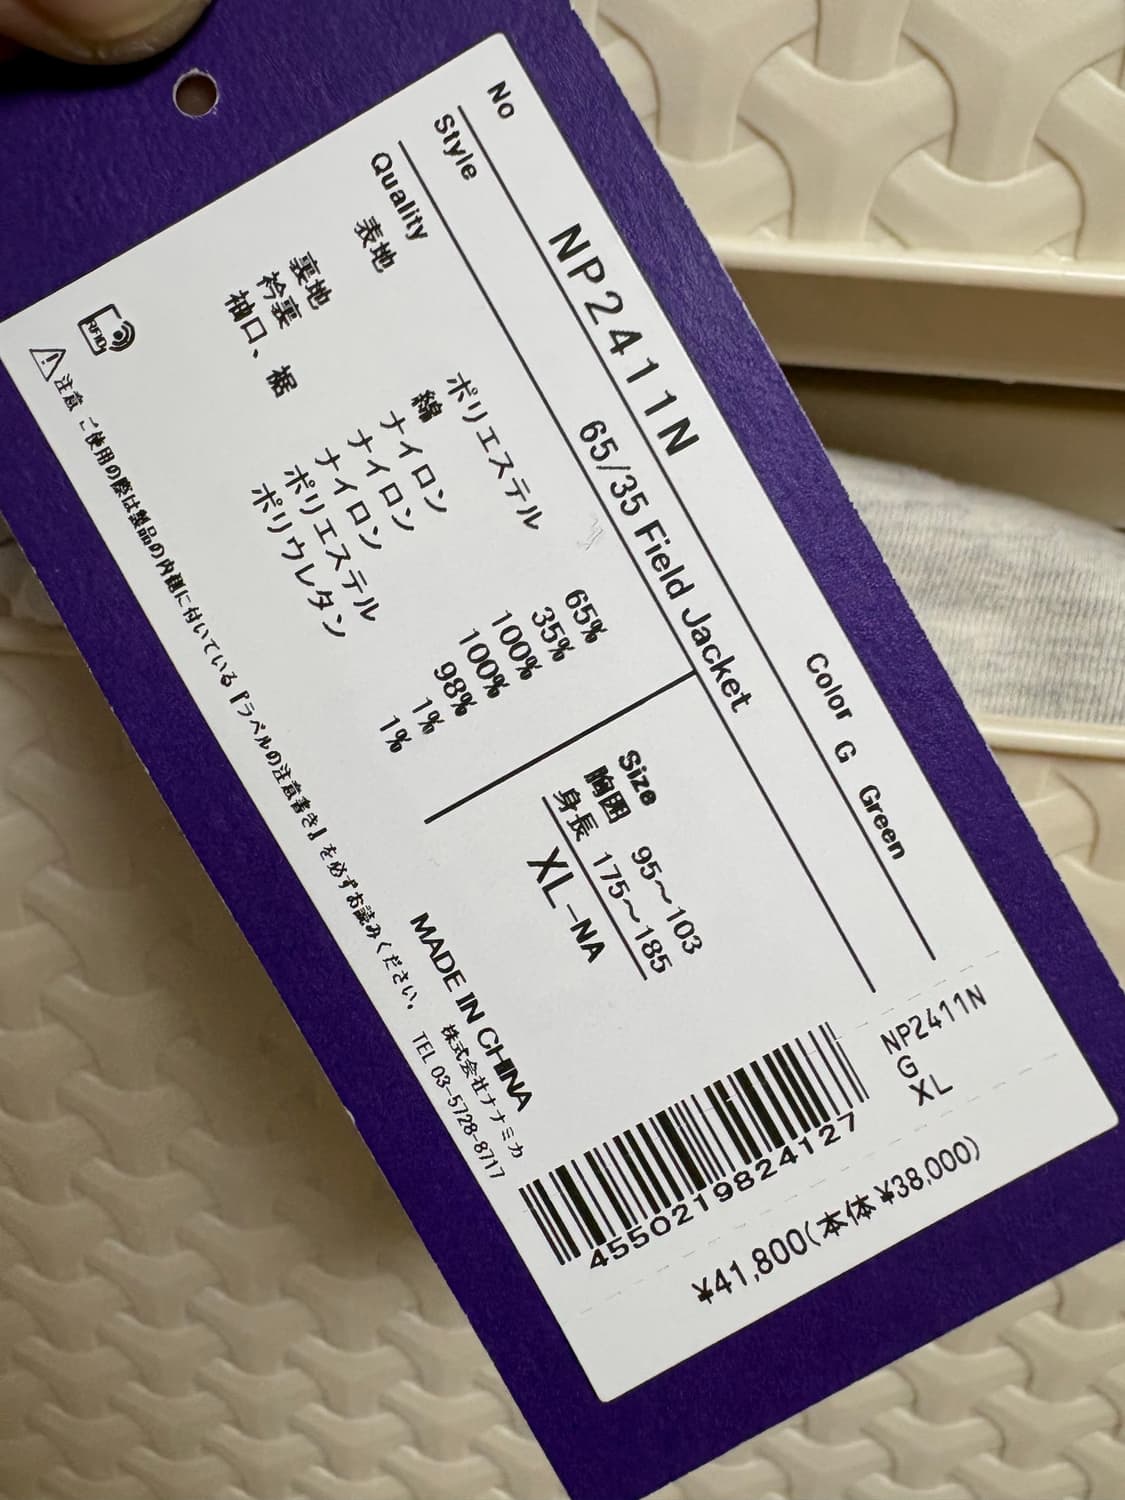 No NP2411N Color G Green
Style 65/35 Field Jacket
Quality
表地 ポリエステル 65%
綿 35%
裏地 ナイロン 100%
衿裏 ナイロン 100%
袖口、裾 ナイロン 98%
ポリエステル 1%
ポリウレタン 1%
Size
胸囲 95～103
身長 175～185
XL-NA
RFID
MADE IN CHINA
株式会社ナナミカ
TEL 03-5728-8717
注意 ご使用の際は製品の内側に付いている『ラベルの注意書き』を必ずお読みください。
NP2411N
G
XL
4550219824127
¥41,800(本体 ¥38,000)